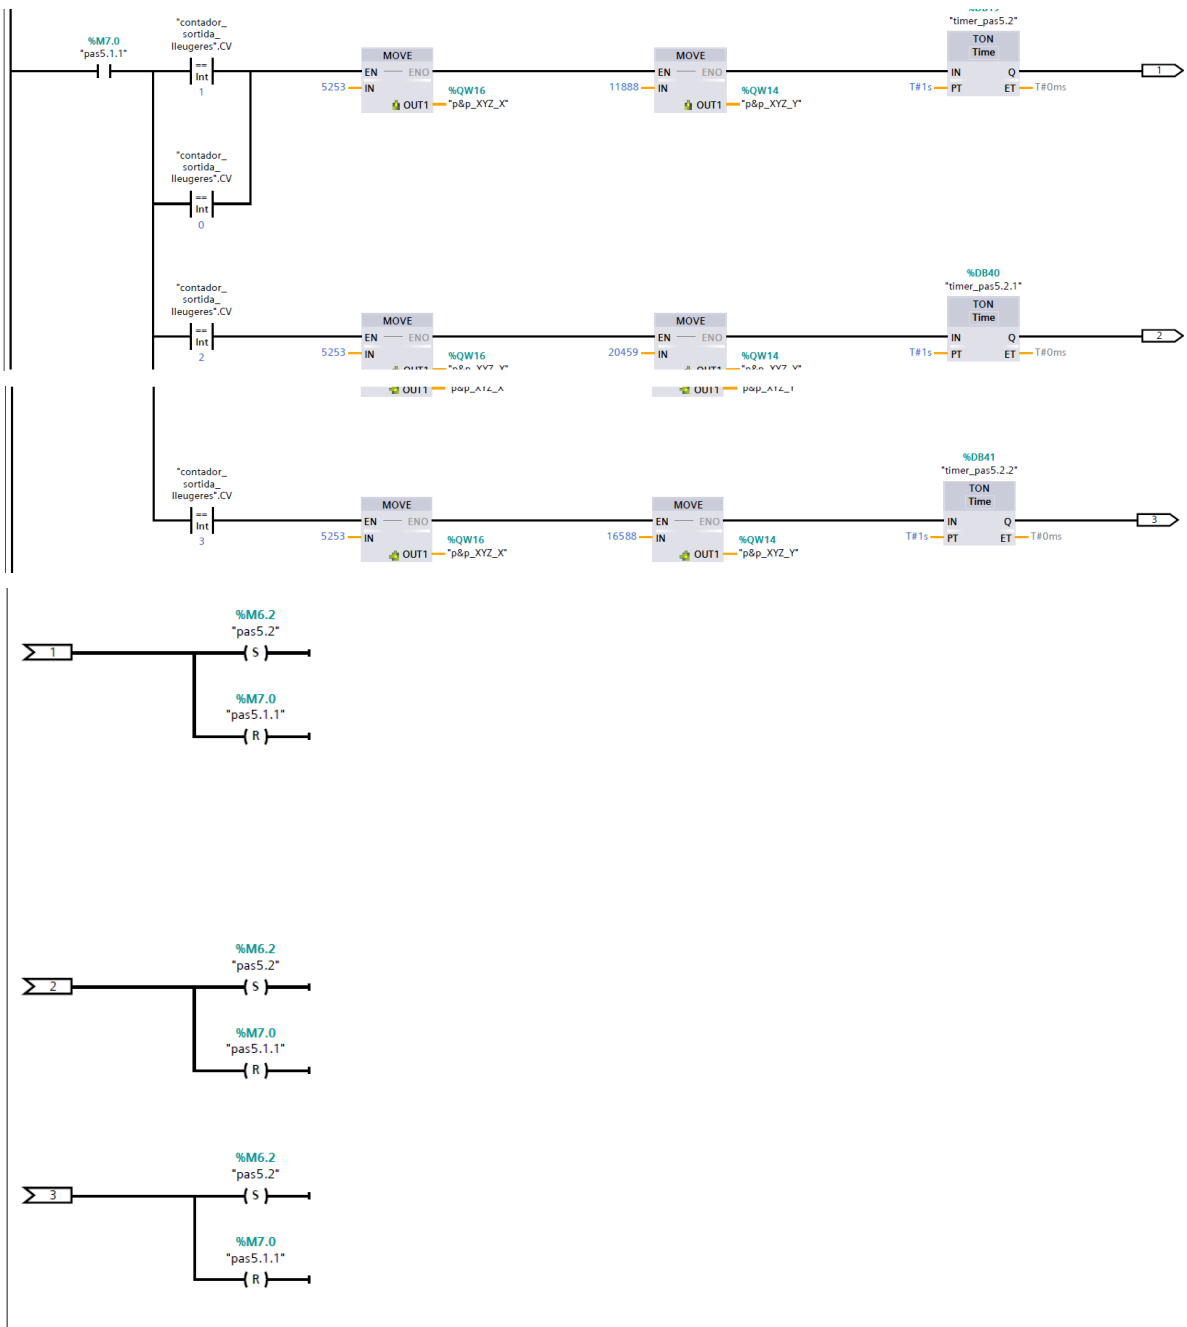 "contador_
sortida_
lleugeres".CV
%M7.0
"pas5.1.1"
==
Int
1
MOVE
EN ENO
5253 IN
%QW16
OUT1 "p&p_XYZ_X"
MOVE
EN ENO
11888 IN
%QW14
OUT1 "p&p_XYZ_Y"
"timer_pas5.2"
TON
Time
IN Q
T#1s PT ET T#0ms
1
"contador_
sortida_
lleugeres".CV
==
Int
0
"contador_
sortida_
lleugeres".CV
==
Int
2
MOVE
EN ENO
5253 IN
%QW16
OUT1 "p&p_XYZ_X"
MOVE
EN ENO
20459 IN
%QW14
OUT1 "p&p_XYZ_Y"
%DB40
"timer_pas5.2.1"
TON
Time
IN Q
T#1s PT ET T#0ms
2
OUT1 "p&p_XYZ_X"
OUT1 "p&p_XYZ_Y"
"contador_
sortida_
lleugeres".CV
==
Int
3
MOVE
EN ENO
5253 IN
%QW16
OUT1 "p&p_XYZ_X"
MOVE
EN ENO
16588 IN
%QW14
OUT1 "p&p_XYZ_Y"
%DB41
"timer_pas5.2.2"
TON
Time
IN Q
T#1s PT ET T#0ms
3
%M6.2
"pas5.2"
1
S
%M7.0
"pas5.1.1"
R
%M6.2
"pas5.2"
2
S
%M7.0
"pas5.1.1"
R
%M6.2
"pas5.2"
3
S
%M7.0
"pas5.1.1"
R